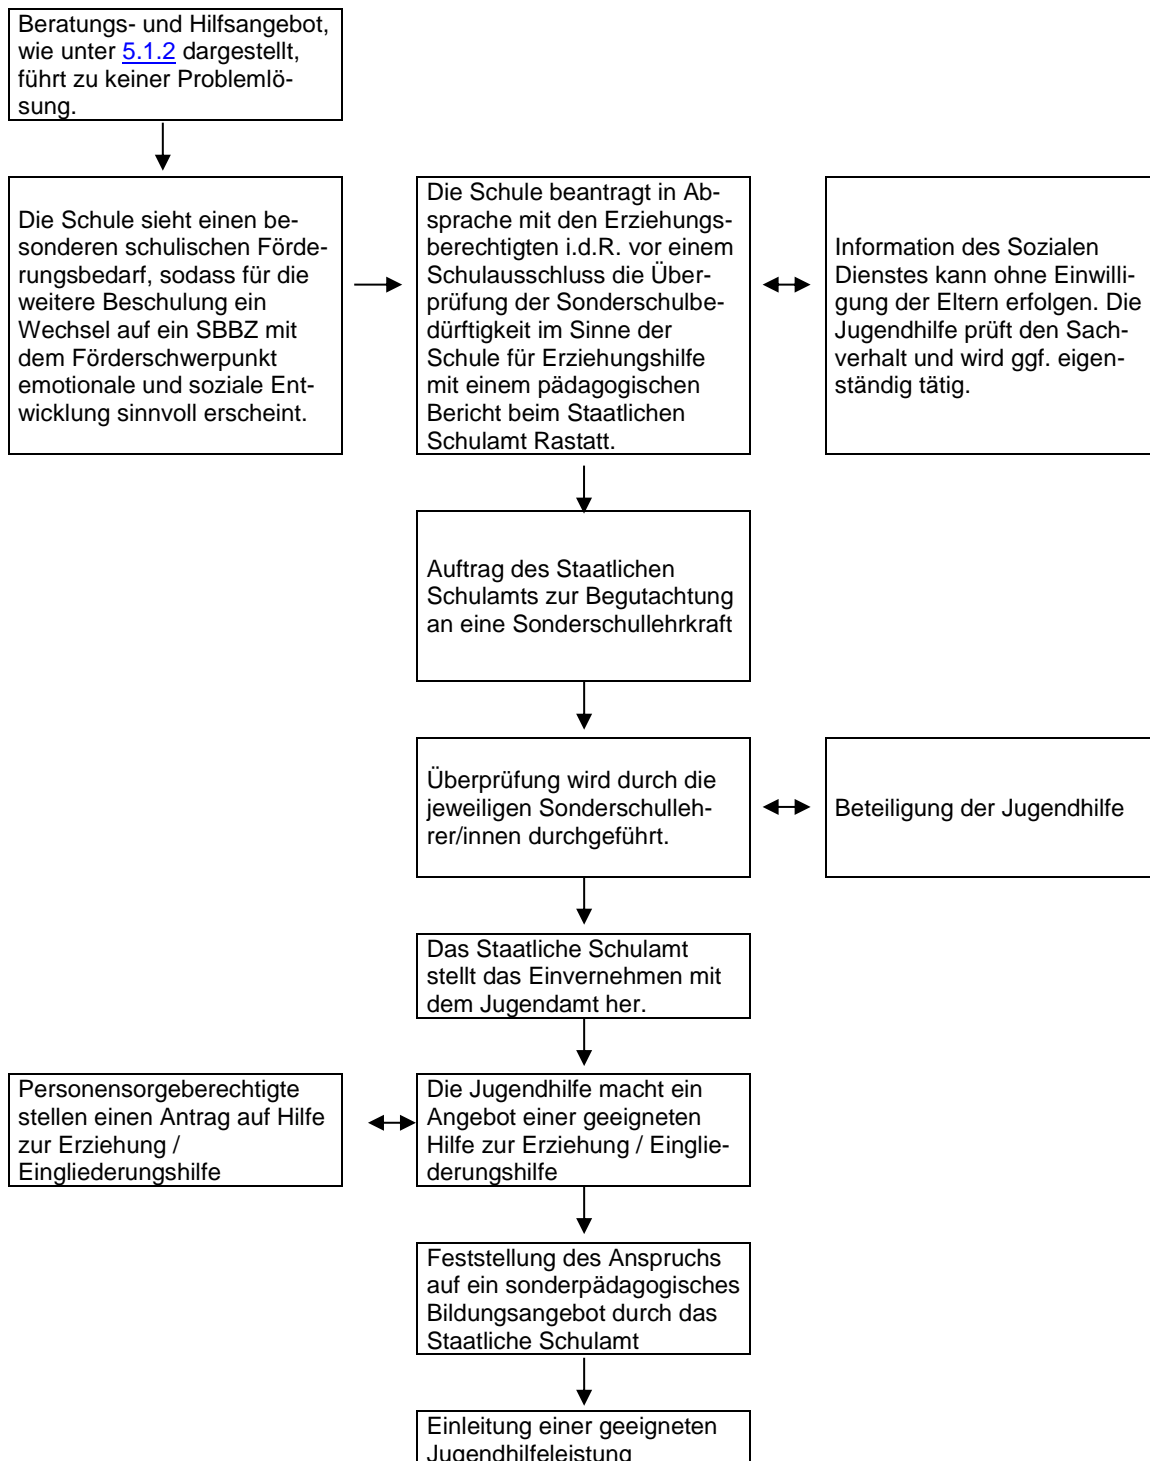 Beratungs- und Hilfsangebot,
wie unter 5.1.2 dargestellt,
führt zu keiner Problemlö-
sung.
Die Schule sieht einen be-
sonderen schulischen Förde-
rungsbedarf, sodass für die
weitere Beschulung ein
Wechsel auf ein SBBZ mit
dem Förderschwerpunkt
emotionale und soziale Ent-
wicklung sinnvoll erscheint.
Die Schule beantragt in Ab-
sprache mit den Erziehungs-
berechtigten i.d.R. vor einem
Schulausschluss die Über-
prüfung der Sonderschulbe-
dürftigkeit im Sinne der
Schule für Erziehungshilfe
mit einem pädagogischen
Bericht beim Staatlichen
Schulamt Rastatt.
Information des Sozialen
Dienstes kann ohne Einwilli-
gung der Eltern erfolgen. Die
Jugendhilfe prüft den Sach-
verhalt und wird ggf. eigen-
ständig tätig.
Auftrag des Staatlichen
Schulamts zur Begutachtung
an eine Sonderschullehrkraft
Überprüfung wird durch die
jeweiligen Sonderschulleh-
rer/innen durchgeführt.
Beteiligung der Jugendhilfe
Das Staatliche Schulamt
stellt das Einvernehmen mit
dem Jugendamt her.
Personensorgeberechtigte
stellen einen Antrag auf Hilfe
zur Erziehung /
Eingliederungshilfe
Die Jugendhilfe macht ein
Angebot einer geeigneten
Hilfe zur Erziehung / Einglie-
derungshilfe
Feststellung des Anspruchs
auf ein sonderpädagogisches
Bildungsangebot durch das
Staatliche Schulamt
Einleitung einer geeigneten
Jugendhilfeleistung